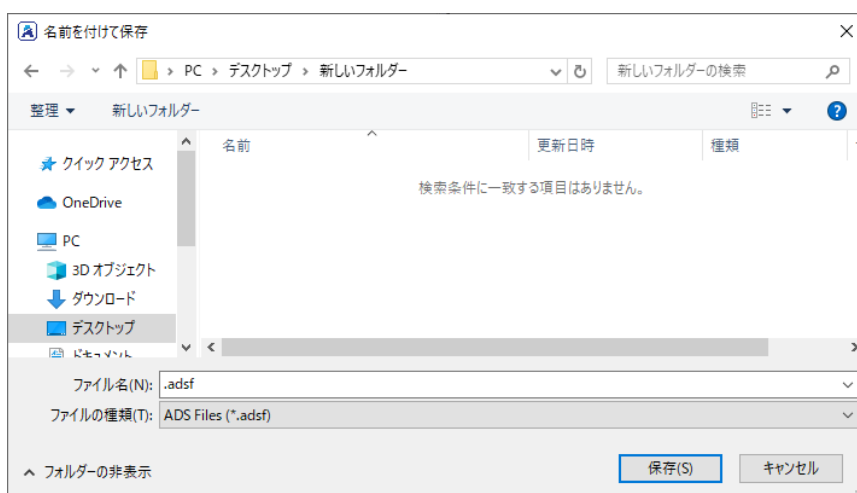 名前を付けて保存
PC › デスクトップ › 新しいフォルダー
新しいフォルダーの検索
整理
新しいフォルダー
名前
更新日時
種類
検索条件に一致する項目はありません。
クイック アクセス
OneDrive
PC
3D オブジェクト
ダウンロード
デスクトップ
ドキュメント
ファイル名(N): .adsf
ファイルの種類(T): ADS Files (*.adsf)
フォルダーの非表示
保存(S)
キャンセル